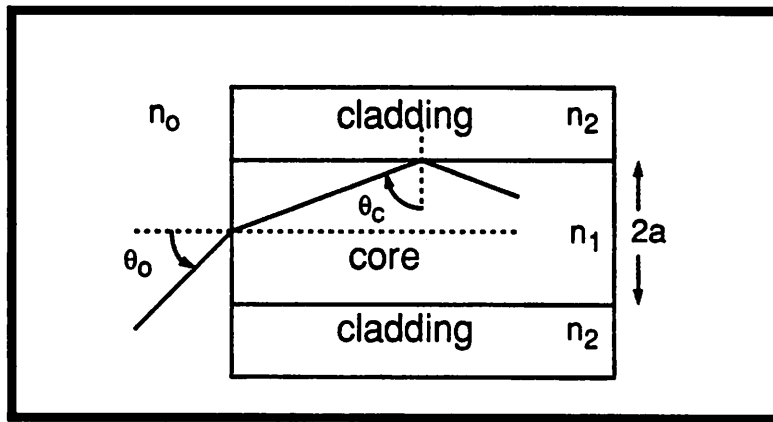 n₀ cladding n₂
θc
θ₀ core n₁ 2a
cladding n₂